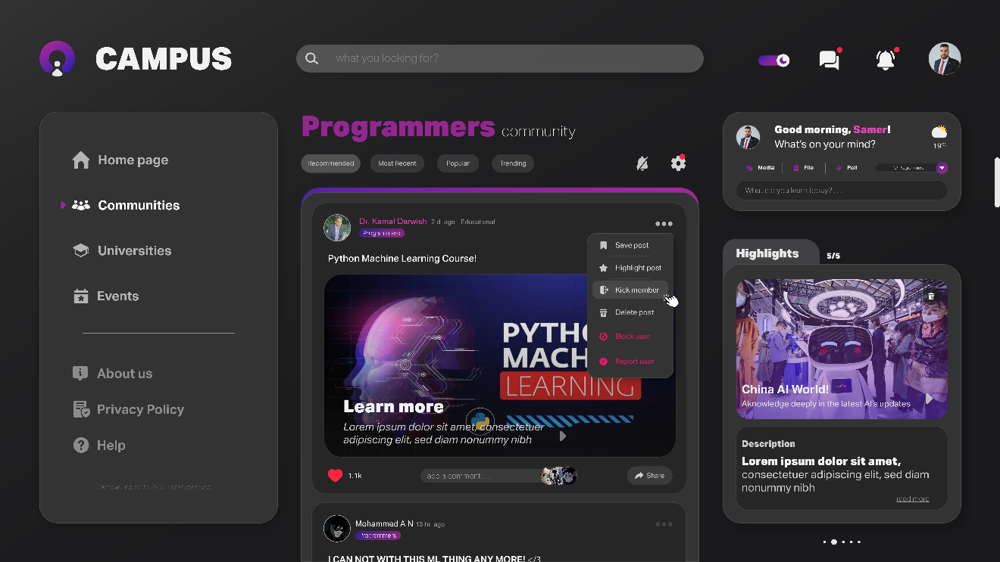 CAMPUS
what you looking for?
Home page
Communities
Universities
Events
About us
Privacy Policy
Help
Programmers community
Recommended
Most Recent
Popular
Trending
Dr. Kamal Darwish 2 d. ago Educational
Programmers
Python Machine Learning Course!
Save post
Highlight post
Kick member
Delete post
Block user
Report user
LEARNING
Learn more
Lorem ipsum dolor sit amet, consectetuer
adipiscing elit, sed diam nonummy nibh
1.1k
add a comment . . .
Share
Mohammed A N 16 hr. ago
Programmers
I CAN NOT WITH THIS ML THING ANY MORE! </3
Good morning, Samer!
What's on your mind?
19°C
Media
File
Poll
Programmers
What did you learn today? . . .
Highlights
5/5
China AI World!
Aknowledge deeply in the latest AI's updates
Description
Lorem ipsum dolor sit amet,
consectetuer adipiscing elit, sed diam
nonummy nibh
read more